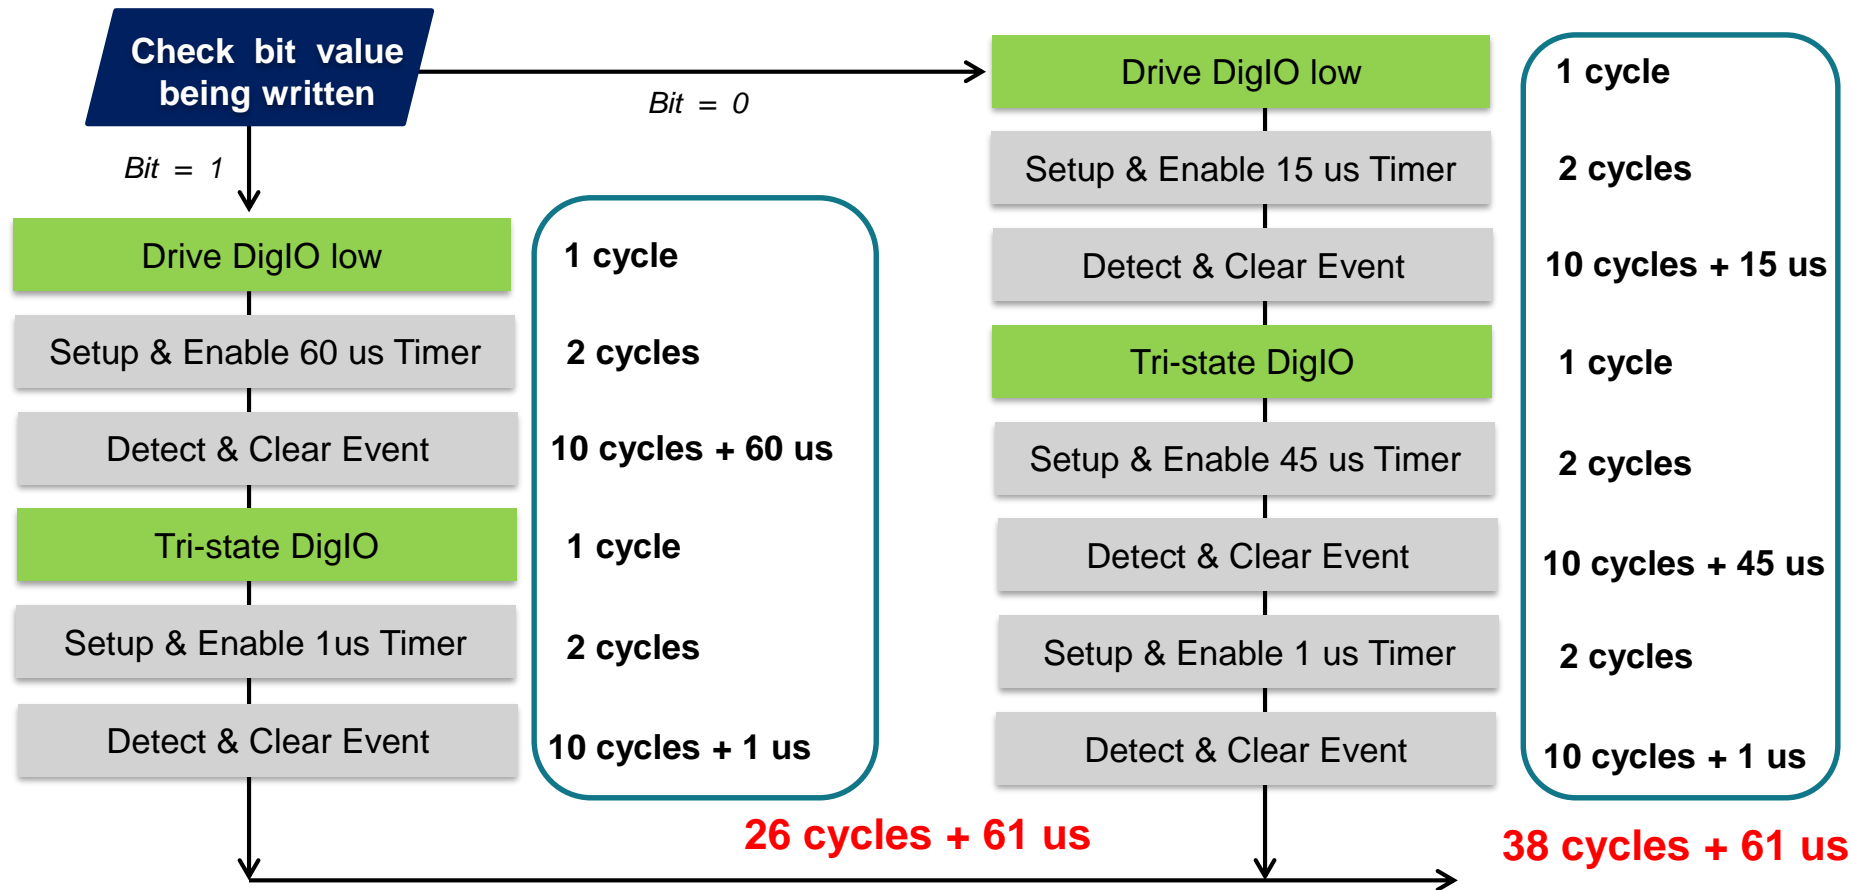 Check bit value
being written
Bit = 0
Bit = 1
Drive DigIO low
1 cycle
Setup & Enable 60 us Timer
2 cycles
Detect & Clear Event
10 cycles + 60 us
Tri-state DigIO
1 cycle
Setup & Enable 1us Timer
2 cycles
Detect & Clear Event
10 cycles + 1 us
26 cycles + 61 us
Drive DigIO low
1 cycle
Setup & Enable 15 us Timer
2 cycles
Detect & Clear Event
10 cycles + 15 us
Tri-state DigIO
1 cycle
Setup & Enable 45 us Timer
2 cycles
Detect & Clear Event
10 cycles + 45 us
Setup & Enable 1 us Timer
2 cycles
Detect & Clear Event
10 cycles + 1 us
38 cycles + 61 us